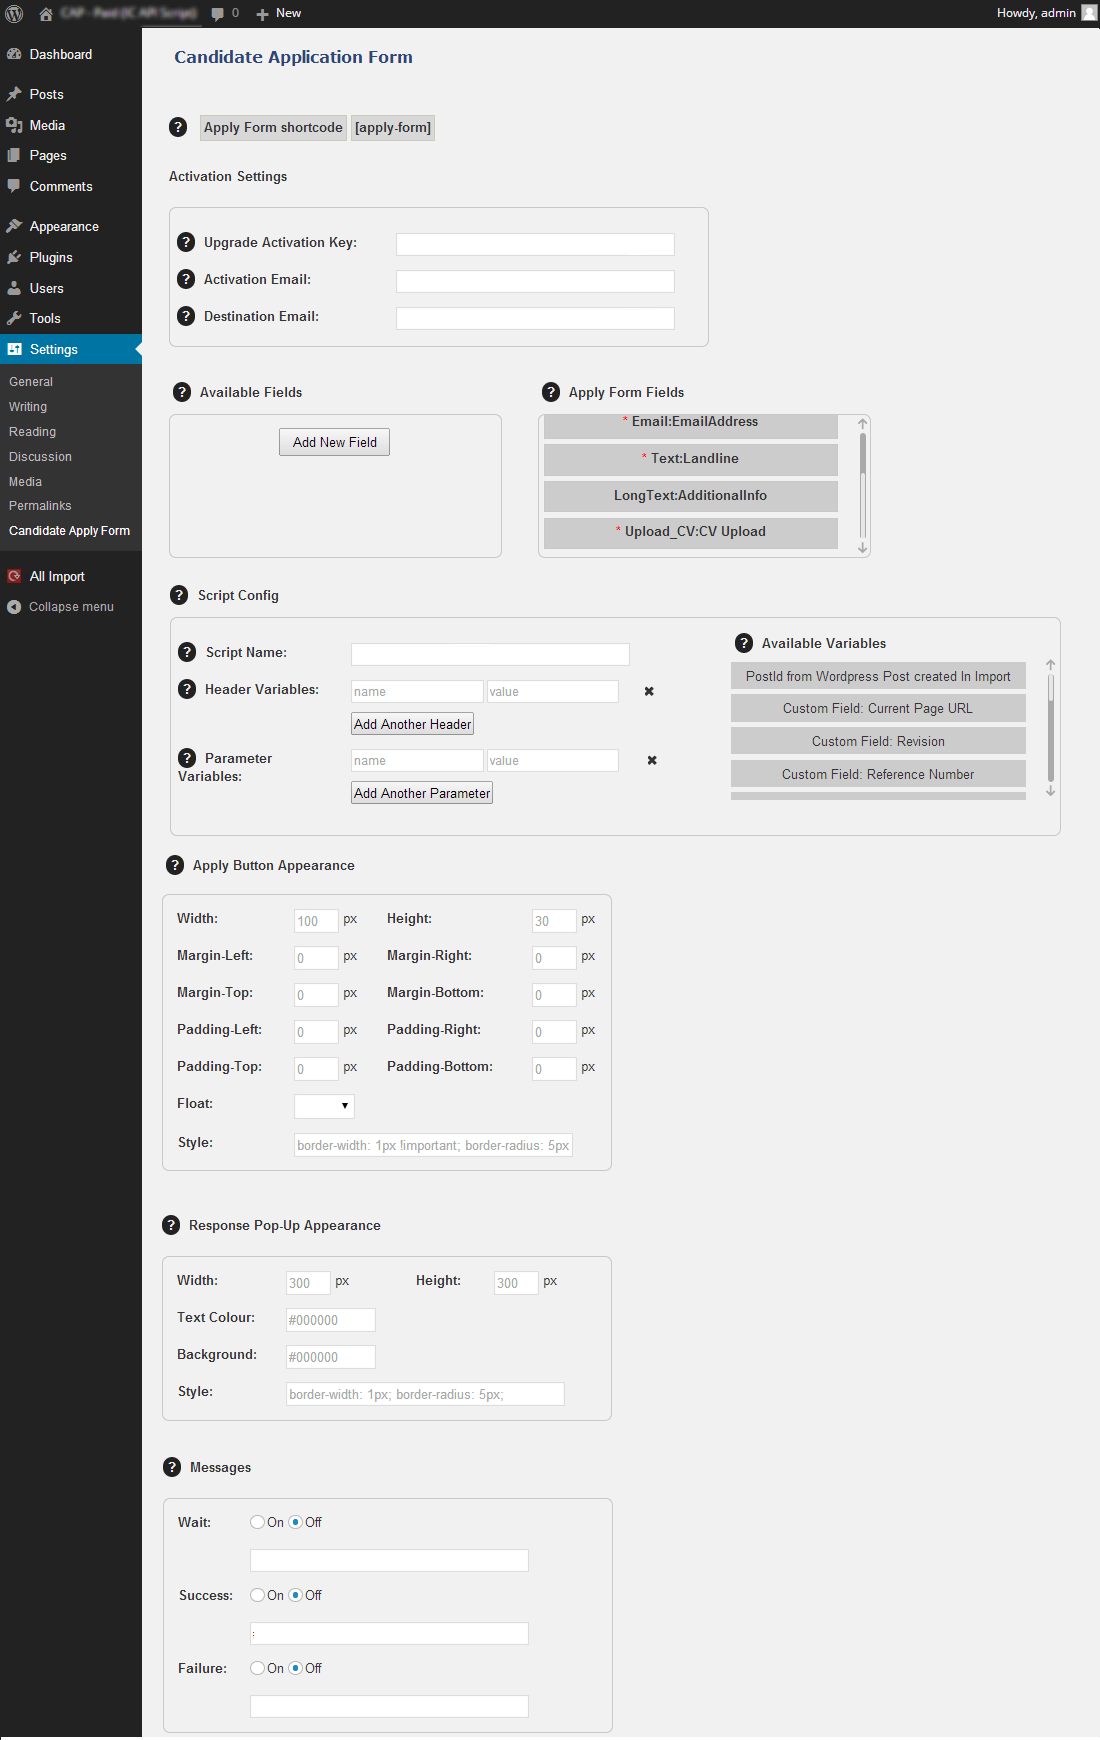 0 New Howdy, admin
Dashboard
Posts
Media
Pages
Comments
Appearance
Plugins
Users
Tools
Settings
General
Writing
Reading
Discussion
Media
Permalinks
Candidate Apply Form
All Import
Collapse menu
Candidate Application Form
? Apply Form shortcode [apply-form]
Activation Settings
? Upgrade Activation Key:
? Activation Email:
? Destination Email:
? Available Fields
Add New Field
? Apply Form Fields
* Email:EmailAddress
* Text:Landline
LongText:AdditionalInfo
* Upload_CV:CV Upload
? Script Config
? Script Name:
? Header Variables: name value ✖
Add Another Header
? Parameter
Variables: name value ✖
Add Another Parameter
? Available Variables
PostId from Wordpress Post created In Import
Custom Field: Current Page URL
Custom Field: Revision
Custom Field: Reference Number
? Apply Button Appearance
Width: 100 px Height: 30 px
Margin-Left: 0 px Margin-Right: 0 px
Margin-Top: 0 px Margin-Bottom: 0 px
Padding-Left: 0 px Padding-Right: 0 px
Padding-Top: 0 px Padding-Bottom: 0 px
Float:
Style: border-width: 1px !important; border-radius: 5px
? Response Pop-Up Appearance
Width: 300 px Height: 300 px
Text Colour: #000000
Background: #000000
Style: border-width: 1px; border-radius: 5px;
? Messages
Wait: On Off
Success: On Off
:
Failure: On Off